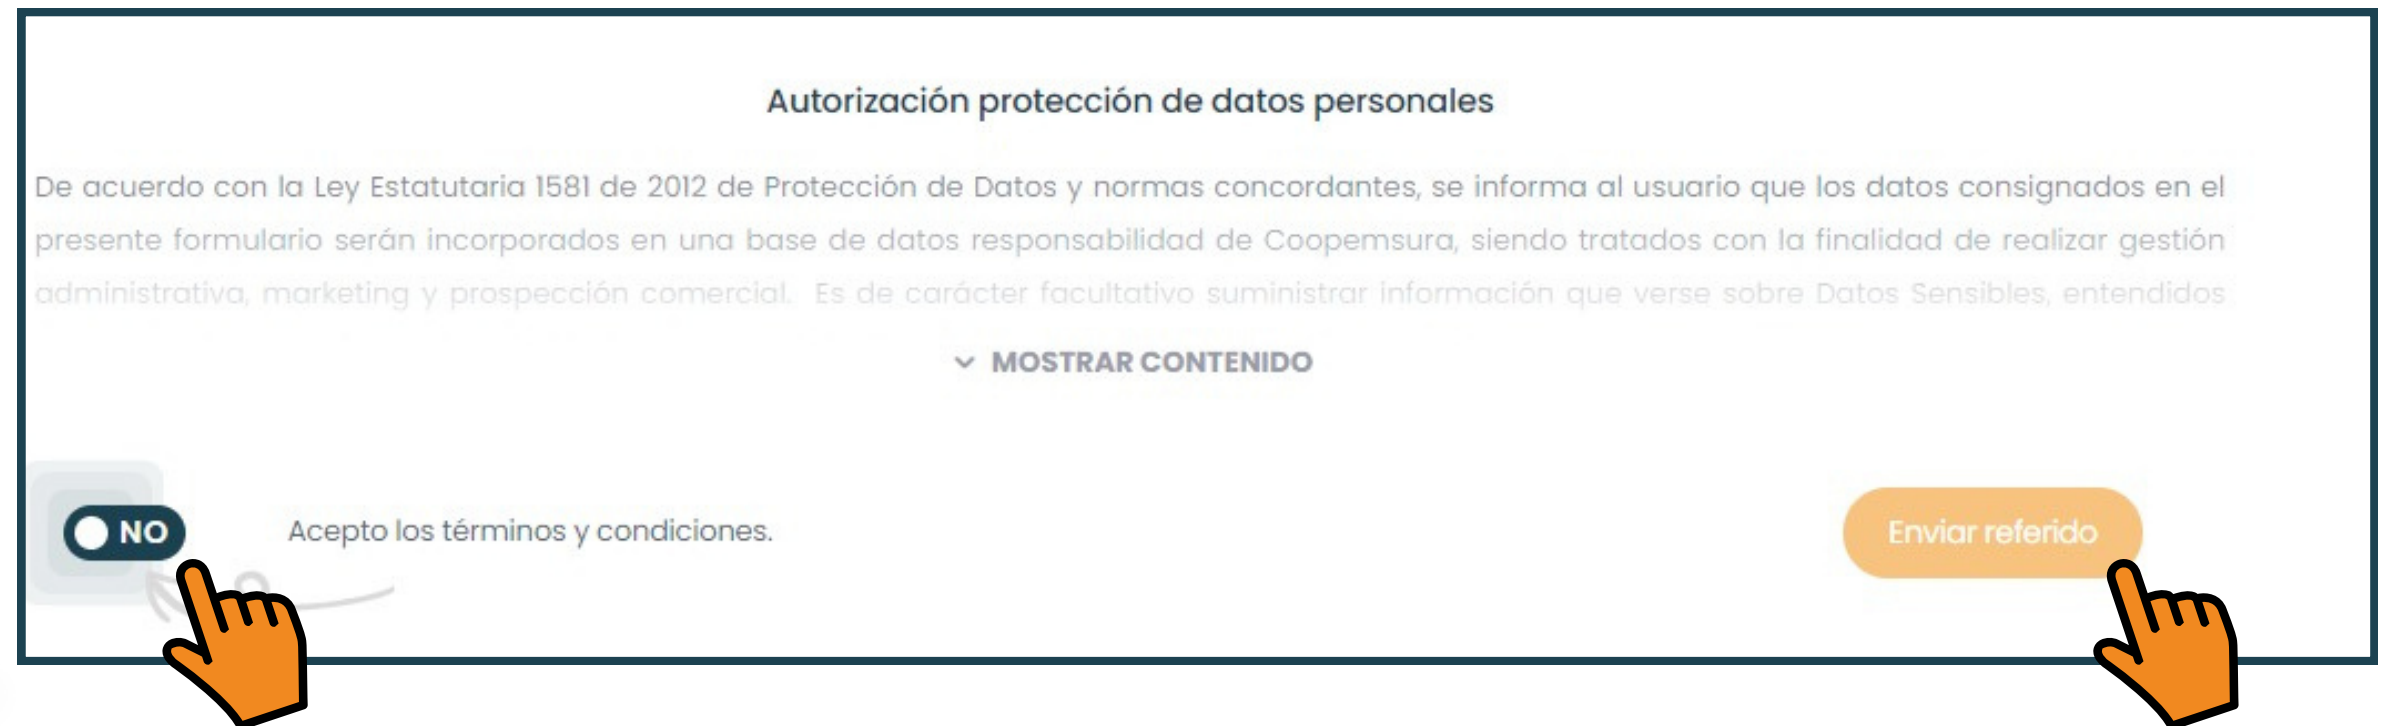 Autorización protección de datos personales
De acuerdo con la Ley Estatutaria 1581 de 2012 de Protección de Datos y normas concordantes, se informa al usuario que los datos consignados en el
presente formulario serán incorporados en una base de datos responsabilidad de Coopemsura, siendo tratados con la finalidad de realizar gestión
administrativa, marketing y prospección comercial. Es de carácter facultativo suministrar información que verse sobre Datos Sensibles, entendidos
MOSTRAR CONTENIDO
NO Acepto los términos y condiciones.
Enviar referido